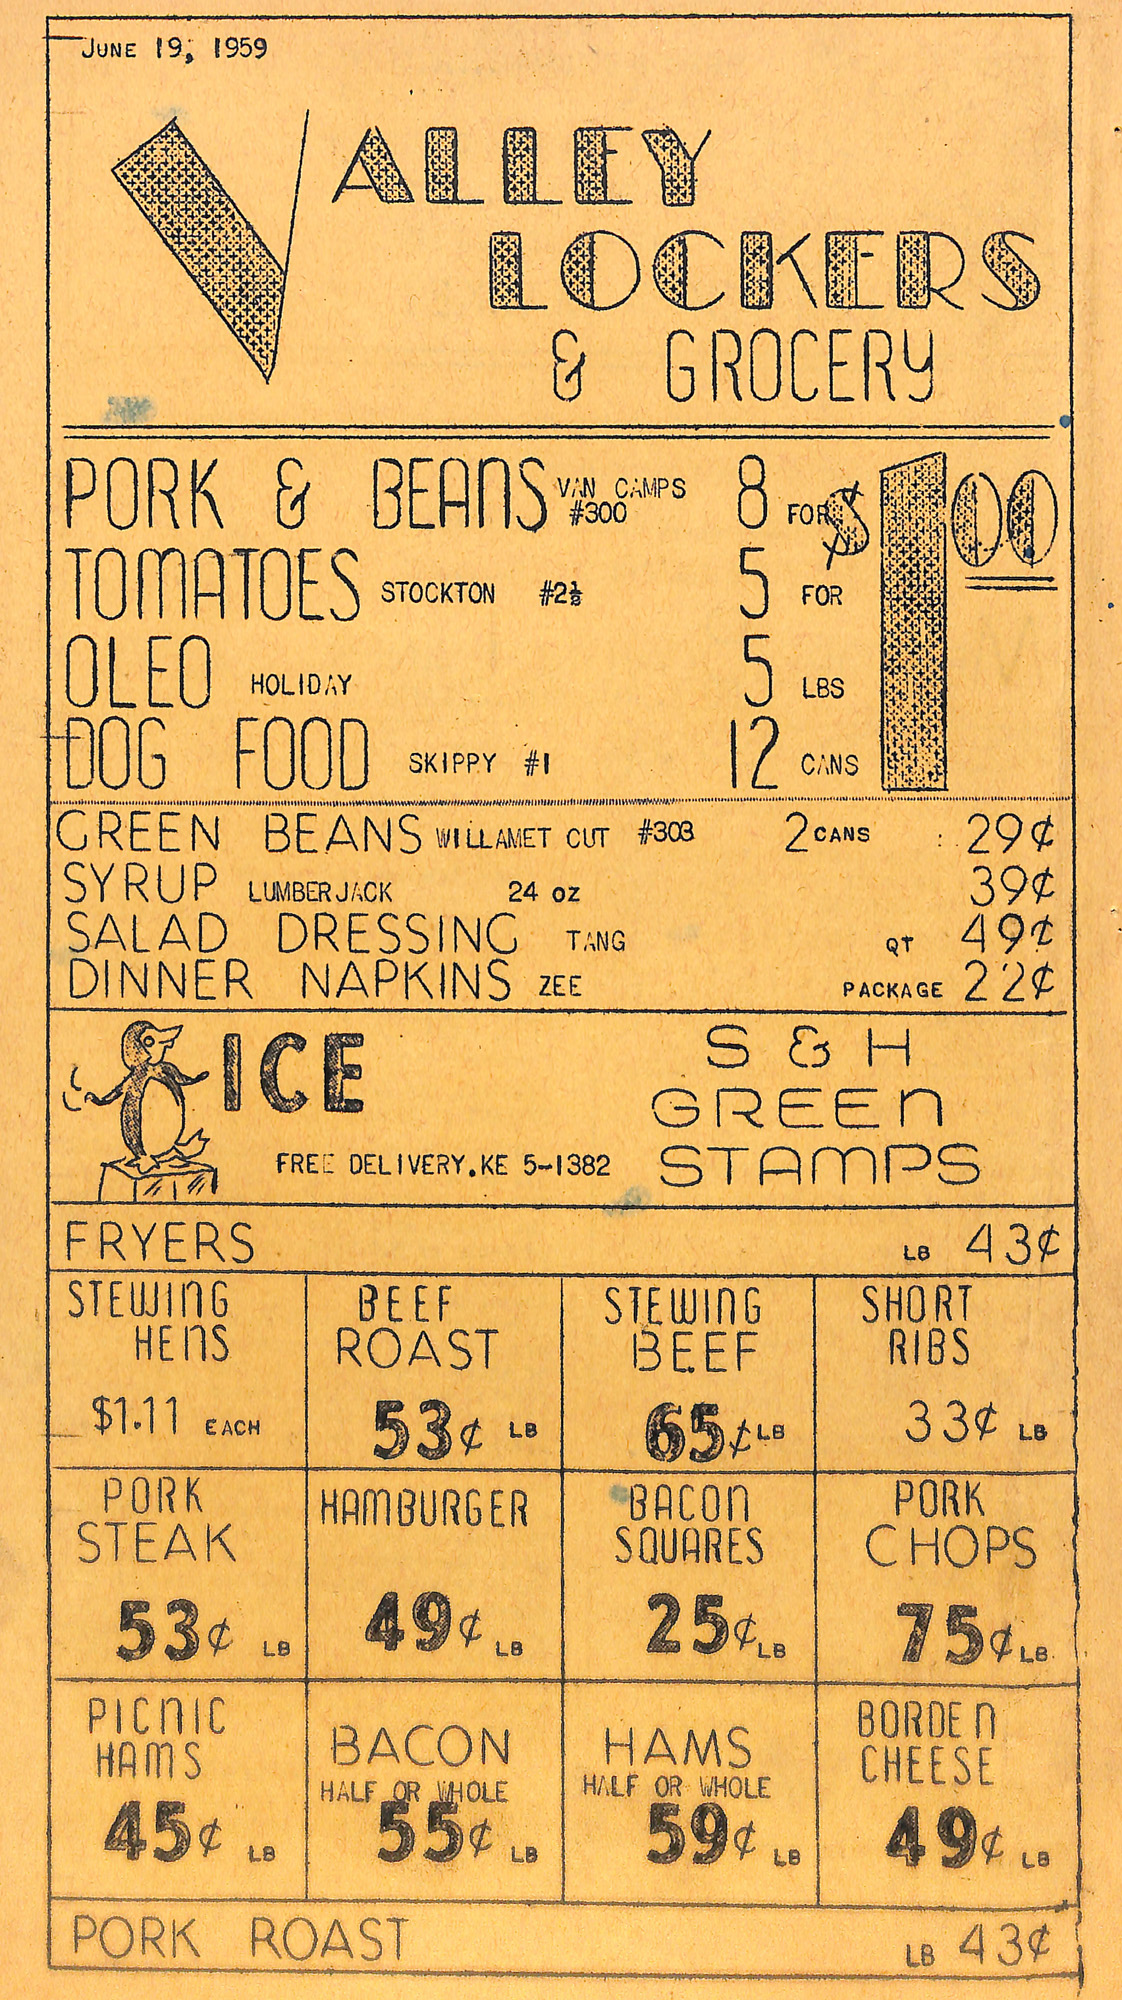 JUNE 19, 1959
VALLEY
LOCKERS
& GROCERY
PORK & BEANS VAN CAMPS #300 8 FOR $1.00
TOMATOES STOCKTON #2½ 5 FOR
OLEO HOLIDAY 5 LBS
DOG FOOD SKIPPY #1 12 CANS
GREEN BEANS WILLAMET CUT #303 2 CANS 29¢
SYRUP LUMBERJACK 24 OZ 39¢
SALAD DRESSING TANG QT 49¢
DINNER NAPKINS ZEE PACKAGE 22¢
ICE
FREE DELIVERY.KE 5-1382
S & H
GREEN
STAMPS
FRYERS LB 43¢
STEWING
HENS
$1.11 EACH
BEEF
ROAST
53¢ LB
STEWING
BEEF
65¢ LB
SHORT
RIBS
33¢ LB
PORK
STEAK
53¢ LB
HAMBURGER
49¢ LB
BACON
SQUARES
25¢ LB
PORK
CHOPS
75¢ LB
PICNIC
HAMS
45¢ LB
BACON
HALF OR WHOLE
55¢ LB
HAMS
HALF OR WHOLE
59¢ LB
BORDEN
CHEESE
49¢ LB
PORK ROAST LB 43¢